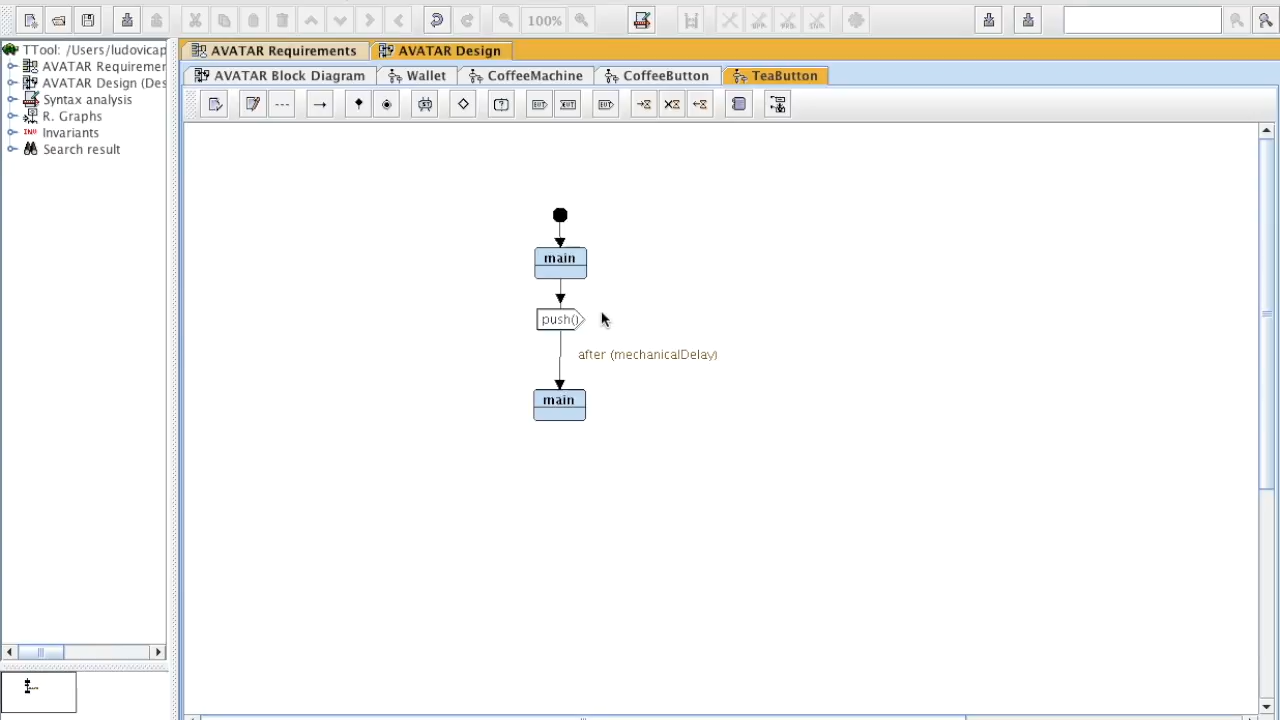 100%
TTool: /Users/ludovicap
AVATAR Requiremer
AVATAR Design (Des
Syntax analysis
R. Graphs
Invariants
Search result
AVATAR Requirements
AVATAR Design
AVATAR Block Diagram
Wallet
CoffeeMachine
CoffeeButton
TeaButton
main
push()
after (mechanicalDelay)
main